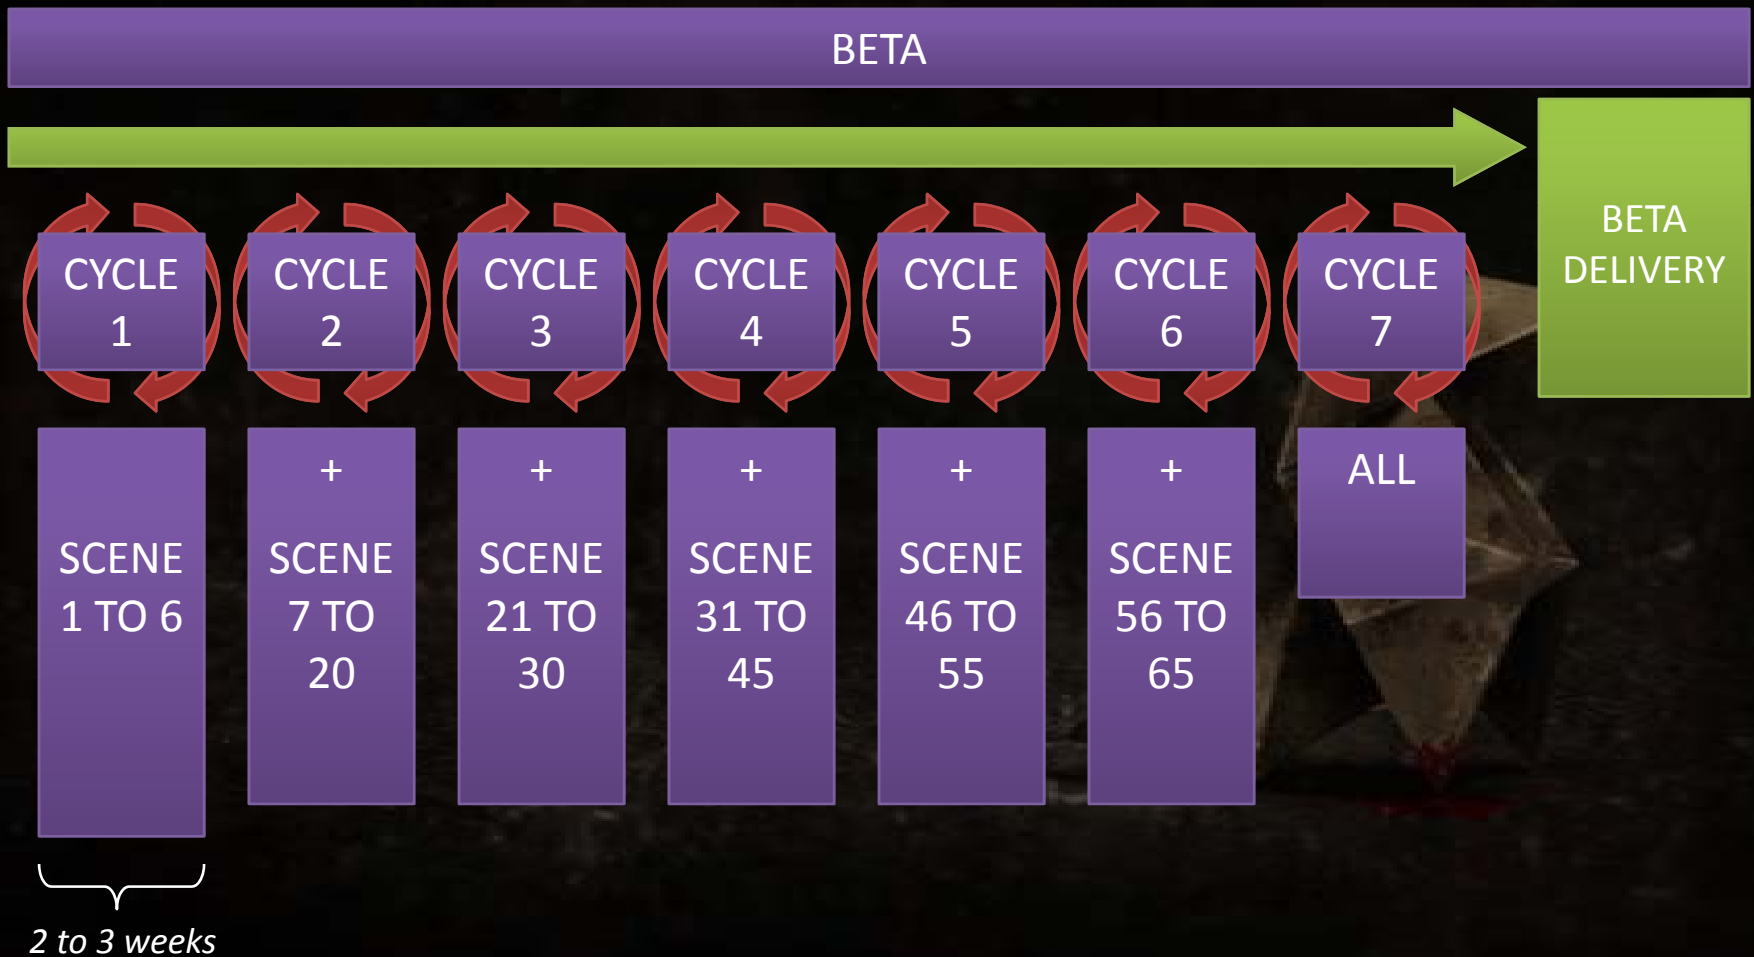 BETA
BETA
DELIVERY
CYCLE
1
CYCLE
2
CYCLE
3
CYCLE
4
CYCLE
5
CYCLE
6
CYCLE
7
SCENE
1 TO 6
+
SCENE
7 TO
20
+
SCENE
21 TO
30
+
SCENE
31 TO
45
+
SCENE
46 TO
55
+
SCENE
56 TO
65
ALL
2 to 3 weeks